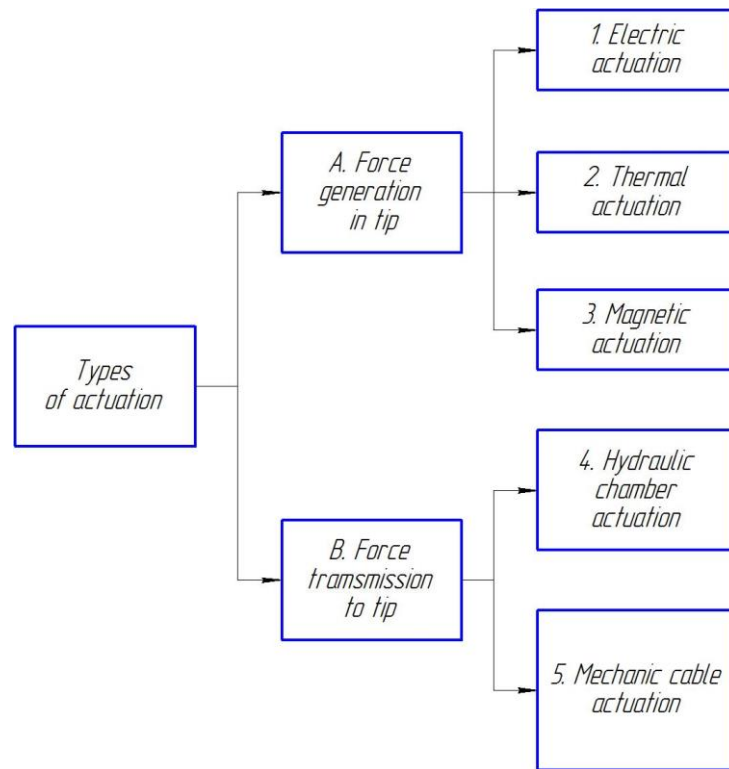 1. Electric
actuation
A. Force
generation
in tip
2. Thermal
actuation
3. Magnetic
actuation
Types
of actuation
4. Hydraulic
chamber
actuation
B. Force
tramsmission
to tip
5. Mechanic cable
actuation